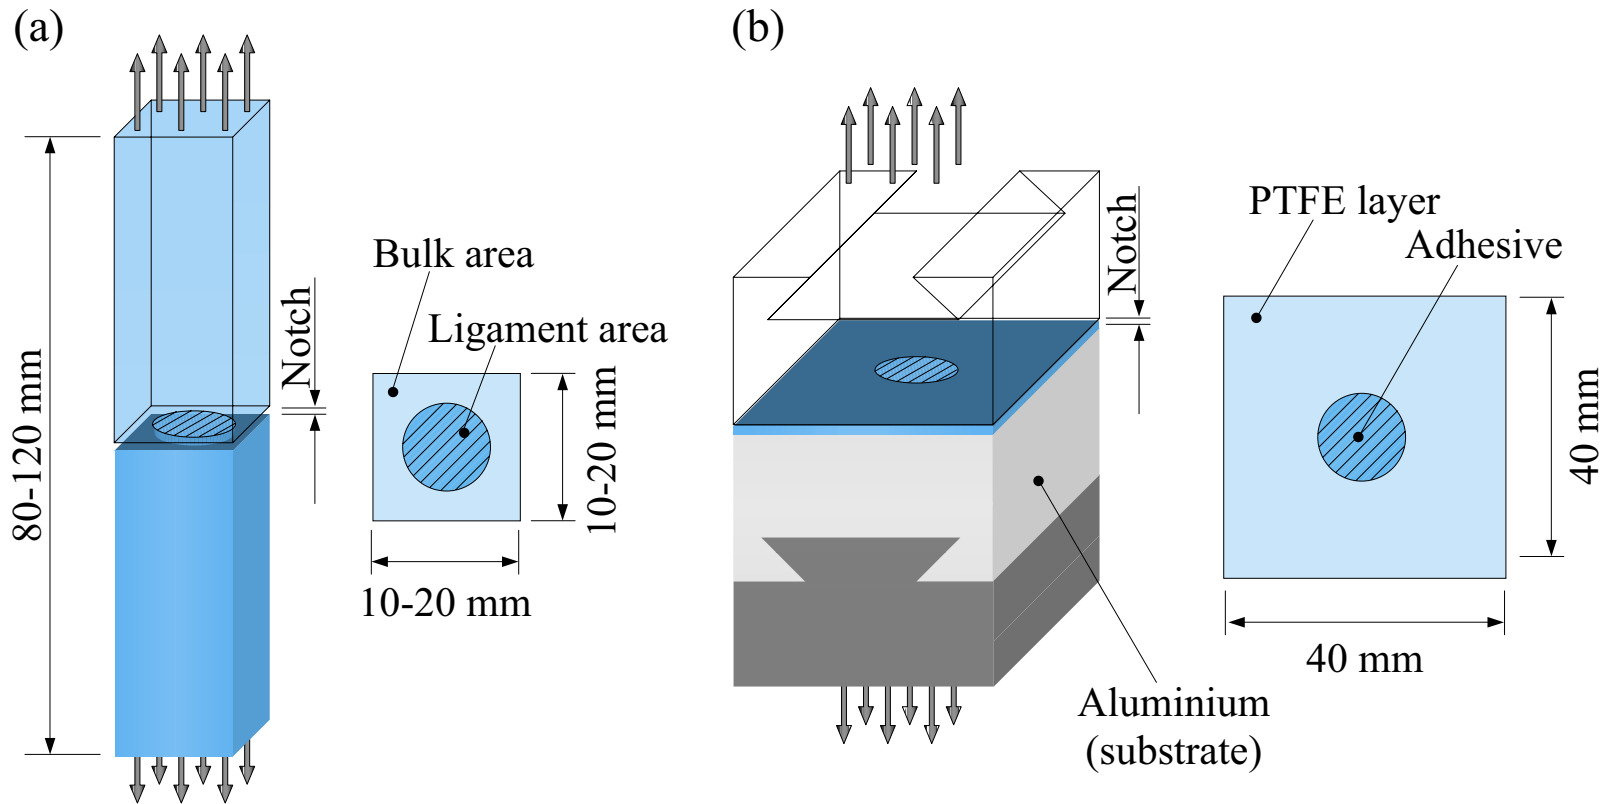 (a)
80-120 mm
Notch
Bulk area
Ligament area
10-20 mm
10-20 mm
(b)
Notch
PTFE layer
Adhesive
40 mm
40 mm
Aluminium
(substrate)